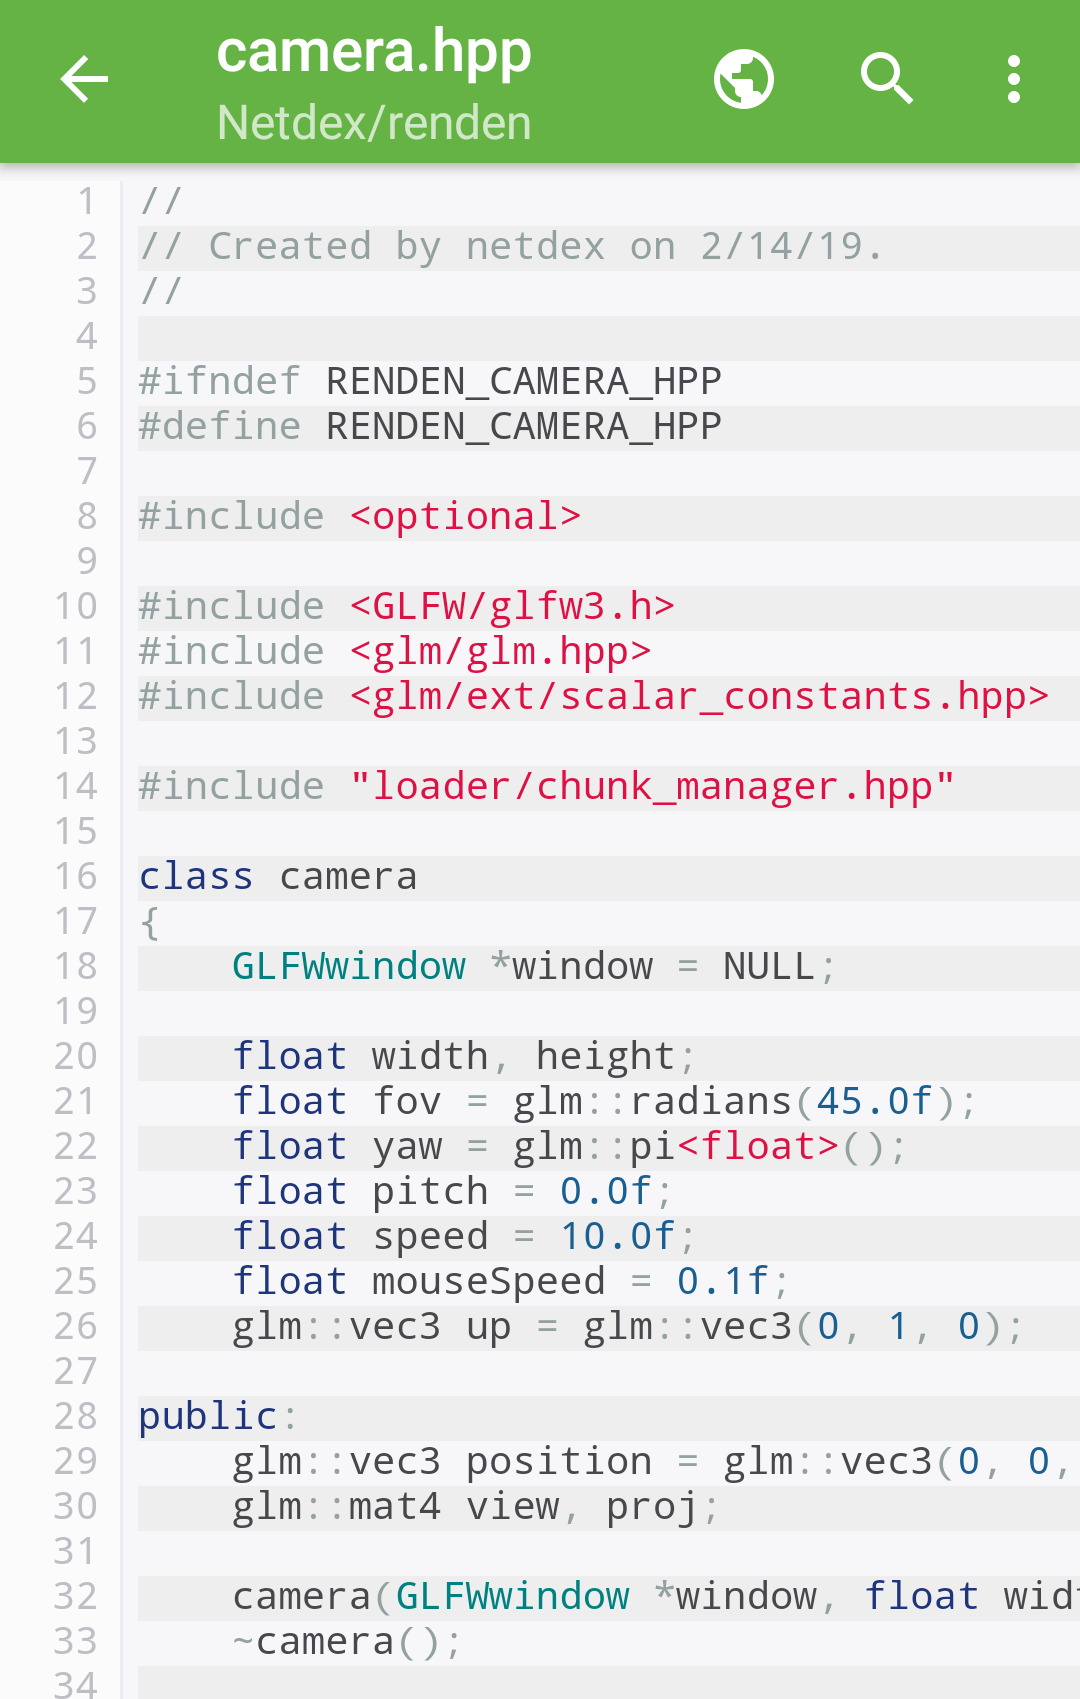 camera.hpp
Netdex/renden
1 //
2 // Created by netdex on 2/14/19.
3 //
4
5 #ifndef RENDEN_CAMERA_HPP
6 #define RENDEN_CAMERA_HPP
7
8 #include <optional>
9
10 #include <GLFW/glfw3.h>
11 #include <glm/glm.hpp>
12 #include <glm/ext/scalar_constants.hpp>
13
14 #include "loader/chunk_manager.hpp"
15
16 class camera
17 {
18     GLFWwindow *window = NULL;
19
20     float width, height;
21     float fov = glm::radians(45.0f);
22     float yaw = glm::pi<float>();
23     float pitch = 0.0f;
24     float speed = 10.0f;
25     float mouseSpeed = 0.1f;
26     glm::vec3 up = glm::vec3(0, 1, 0);
27
28 public:
29     glm::vec3 position = glm::vec3(0, 0,
30     glm::mat4 view, proj;
31
32     camera(GLFWwindow *window, float wid
33     ~camera();
34